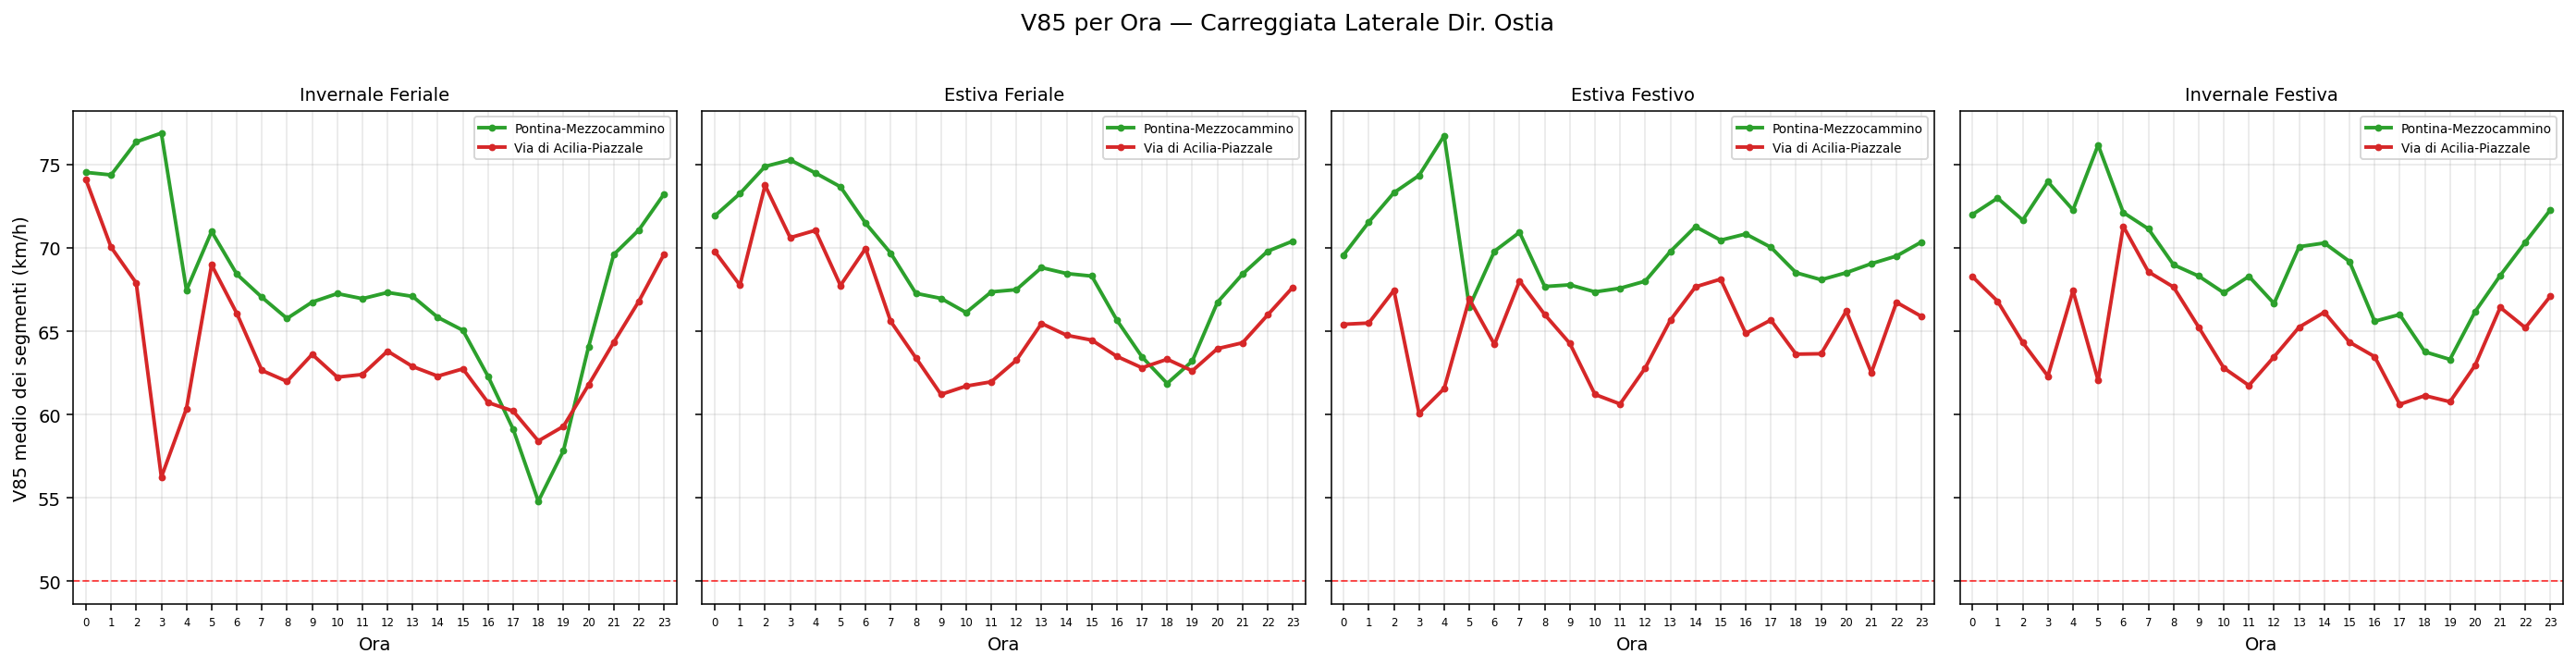 V85 per Ora — Carreggiata Laterale Dir. Ostia
Invernale Feriale
Estiva Feriale
Estiva Festivo
Invernale Festiva
Pontina-Mezzocammino
Via di Acilia-Piazzale
Pontina-Mezzocammino
Via di Acilia-Piazzale
Pontina-Mezzocammino
Via di Acilia-Piazzale
Pontina-Mezzocammino
Via di Acilia-Piazzale
V85 medio dei segmenti (km/h)
75
70
65
60
55
50
0 1 2 3 4 5 6 7 8 9 10 11 12 13 14 15 16 17 18 19 20 21 22 23
0 1 2 3 4 5 6 7 8 9 10 11 12 13 14 15 16 17 18 19 20 21 22 23
0 1 2 3 4 5 6 7 8 9 10 11 12 13 14 15 16 17 18 19 20 21 22 23
0 1 2 3 4 5 6 7 8 9 10 11 12 13 14 15 16 17 18 19 20 21 22 23
Ora
Ora
Ora
Ora